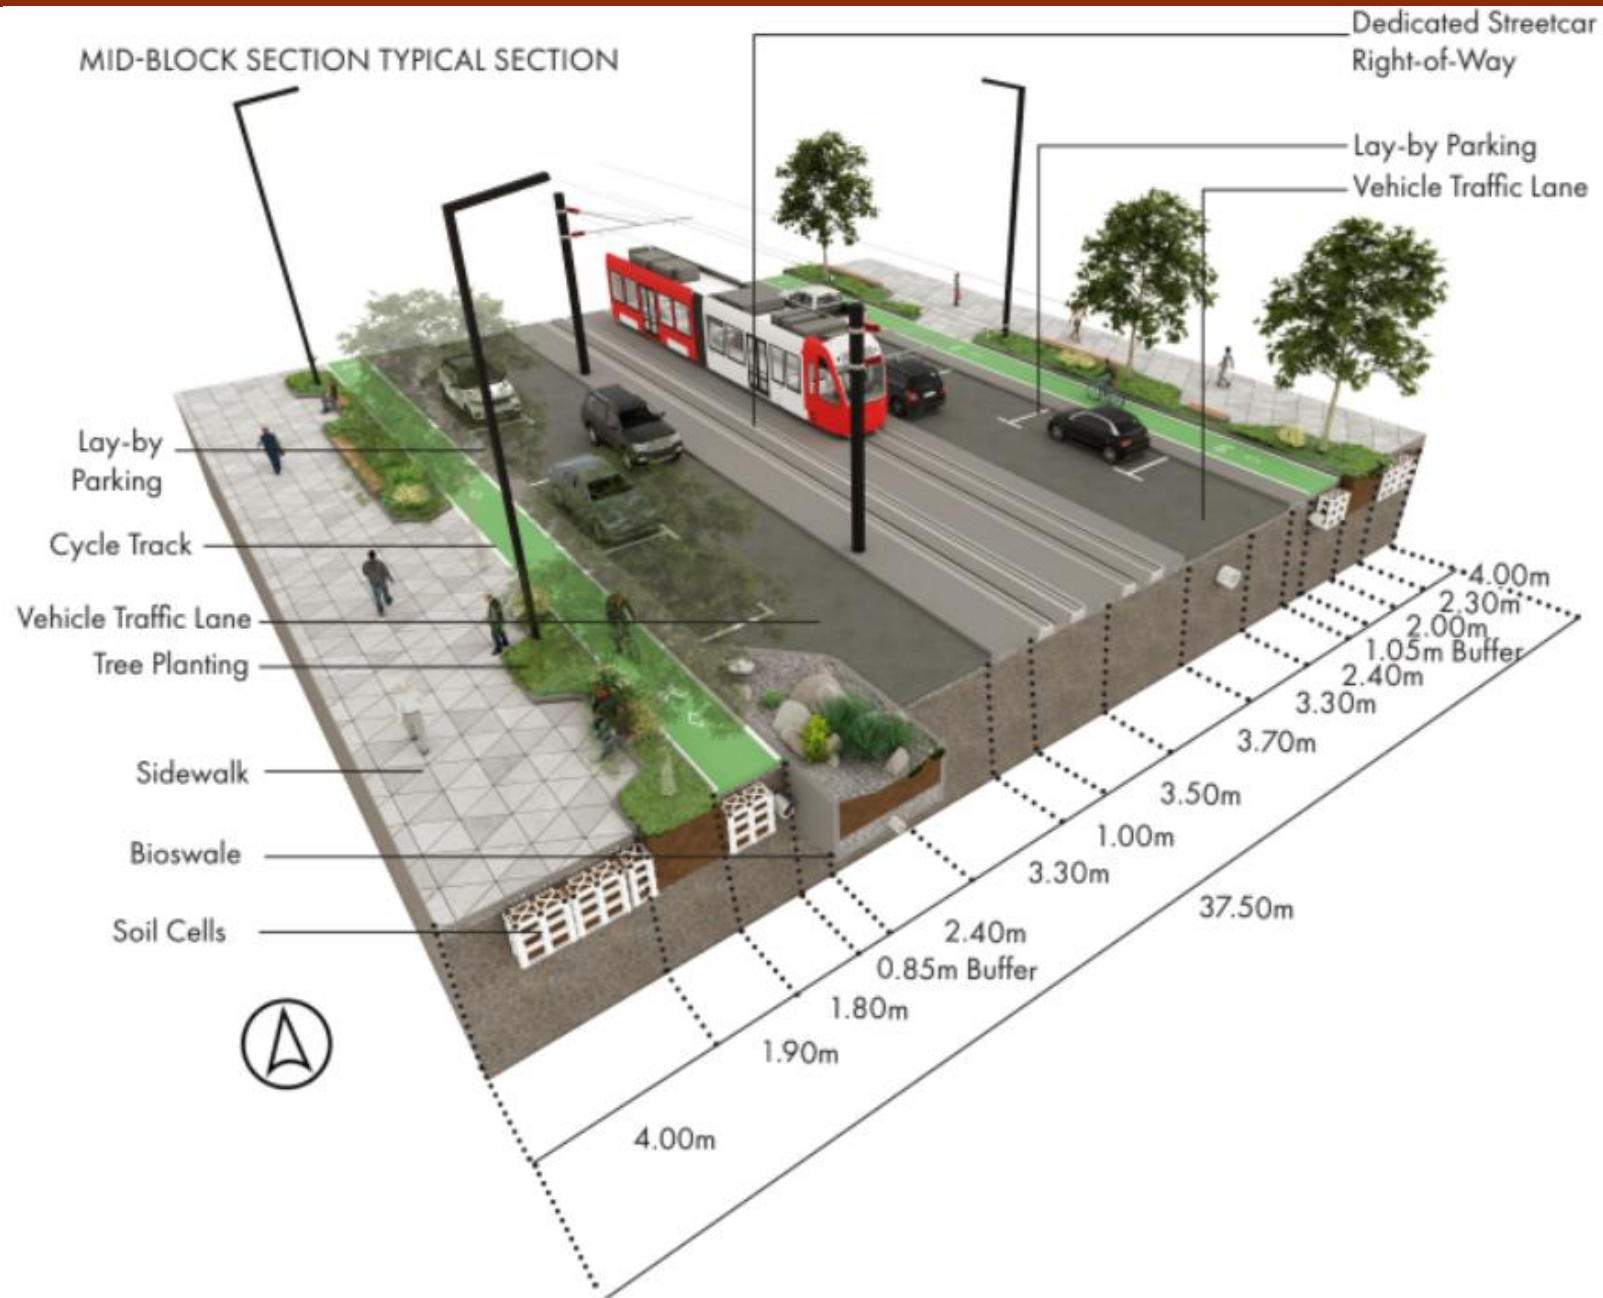 MID-BLOCK SECTION TYPICAL SECTION
Dedicated Streetcar
Right-of-Way
Lay-by Parking
Vehicle Traffic Lane
Lay-by
Parking
Cycle Track
Vehicle Traffic Lane
Tree Planting
Sidewalk
Bioswale
Soil Cells
4.00m
2.30m
2.00m
1.05m Buffer
2.40m
3.30m
3.70m
3.50m
1.00m
3.30m
2.40m
0.85m Buffer
1.80m
1.90m
4.00m
37.50m